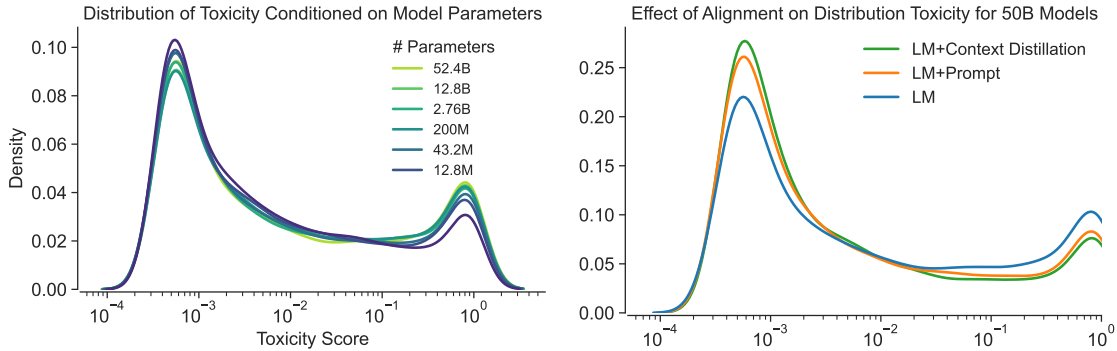 Distribution of Toxicity Conditioned on Model Parameters
Density
0.10
0.08
0.06
0.04
0.02
0.00
# Parameters
52.4B
12.8B
2.76B
200M
43.2M
12.8M
10⁻⁴
10⁻³
10⁻²
10⁻¹
10⁰
Toxicity Score
Effect of Alignment on Distribution Toxicity for 50B Models
0.25
0.20
0.15
0.10
0.05
0.00
LM+Context Distillation
LM+Prompt
LM
10⁻⁴
10⁻³
10⁻²
10⁻¹
10⁰